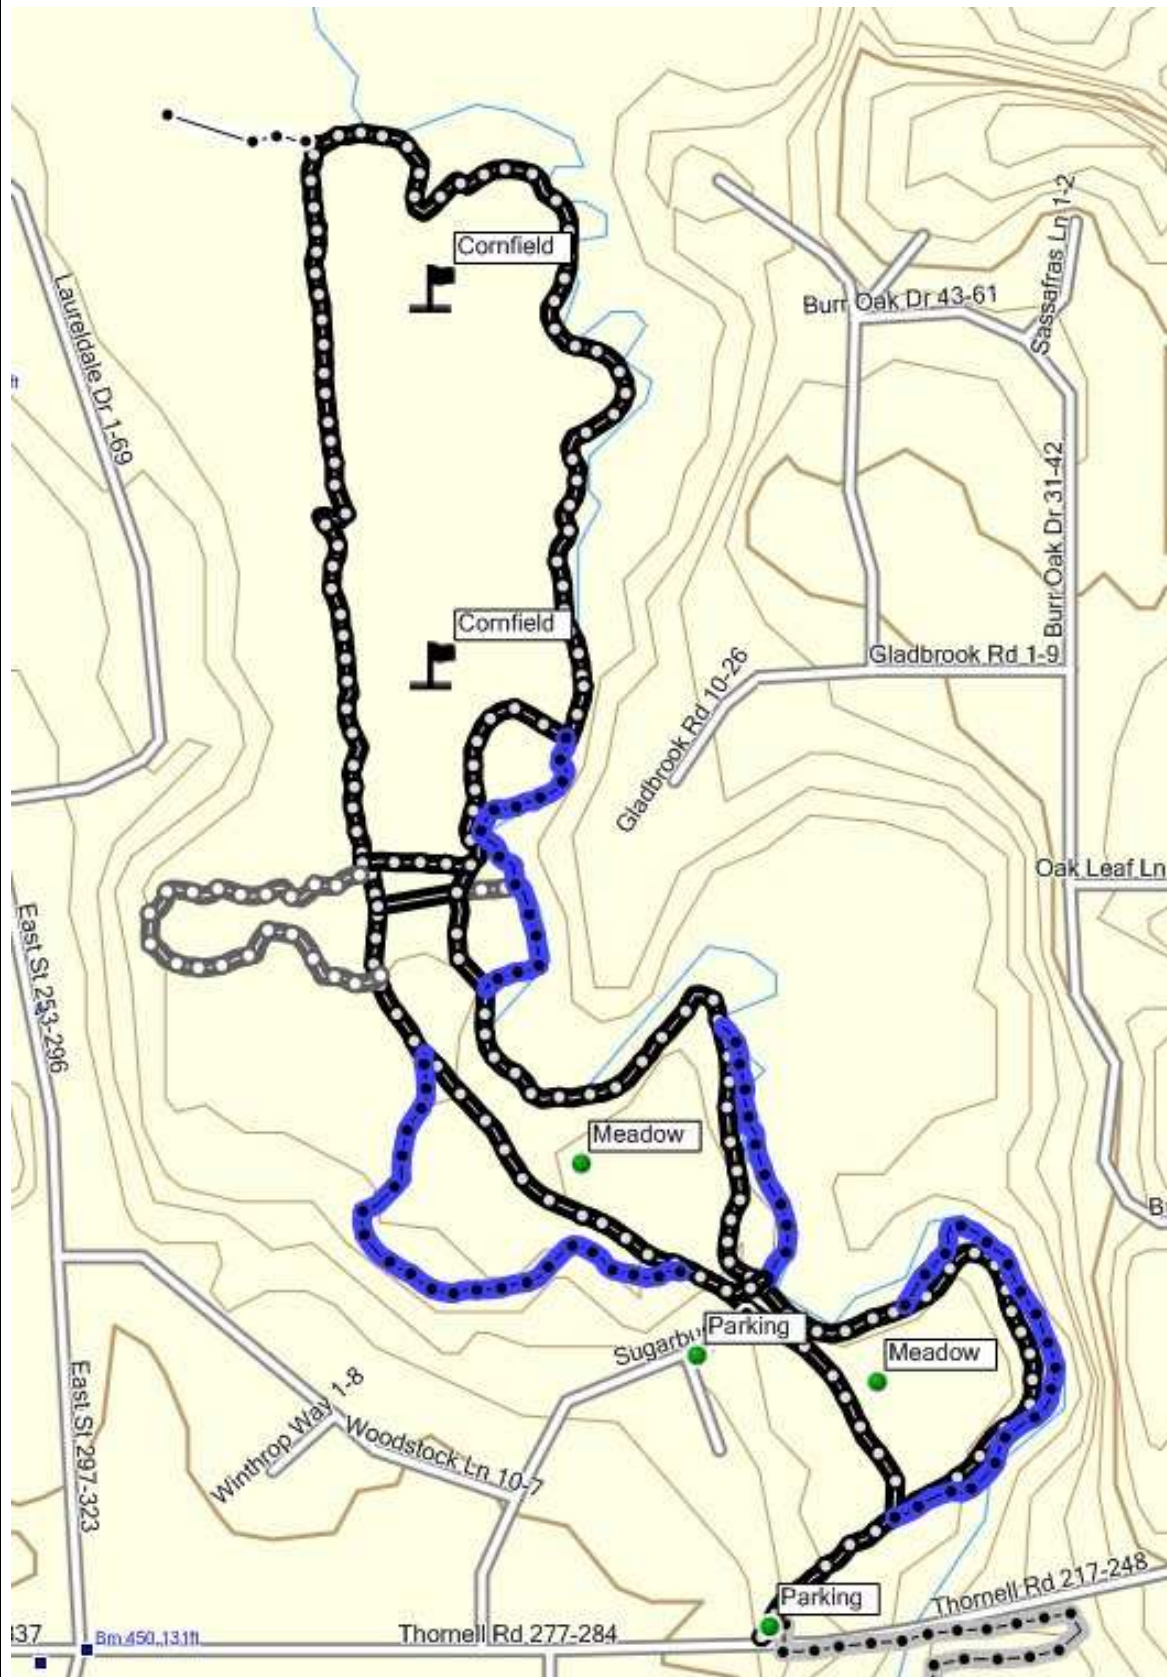 Sassafras Ln 1-2
Cornfield
Burr Oak Dr 43-61
Laureldale Dr 1-69
ft
Burr Oak Dr 31-42
Cornfield
Gladbrook Rd 1-9
Gladbrook Rd 10-26
Oak Leaf Ln
East St 253-296
Meadow
B
Parking
Sugarbu
Meadow
Winthrop Way 1-8
Woodstock Ln 10-7
East St 297-323
Thornell Rd 217-248
Parking
337
Bm 450.131ft
Thornell Rd 277-284